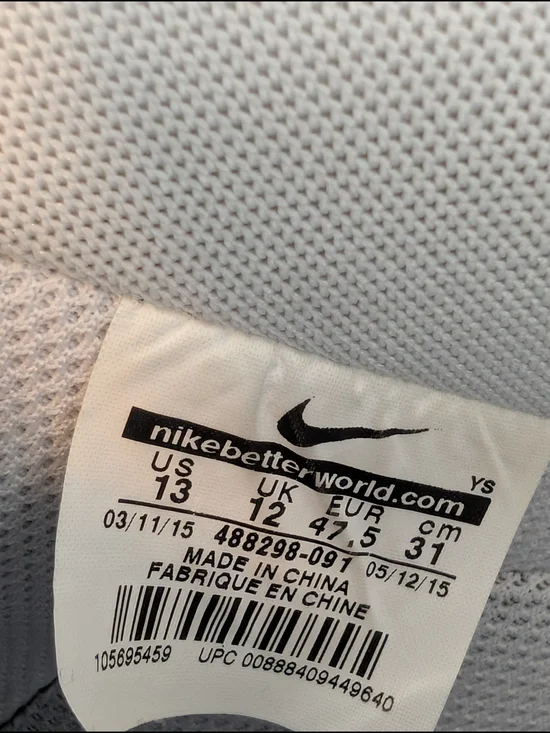 nikebetterworld.com
YS
US UK EUR cm
13 12 47.5 31
03/11/15 488298-091 05/12/15
MADE IN CHINA
FABRIQUE EN CHINE
105695459 UPC 00888409449640